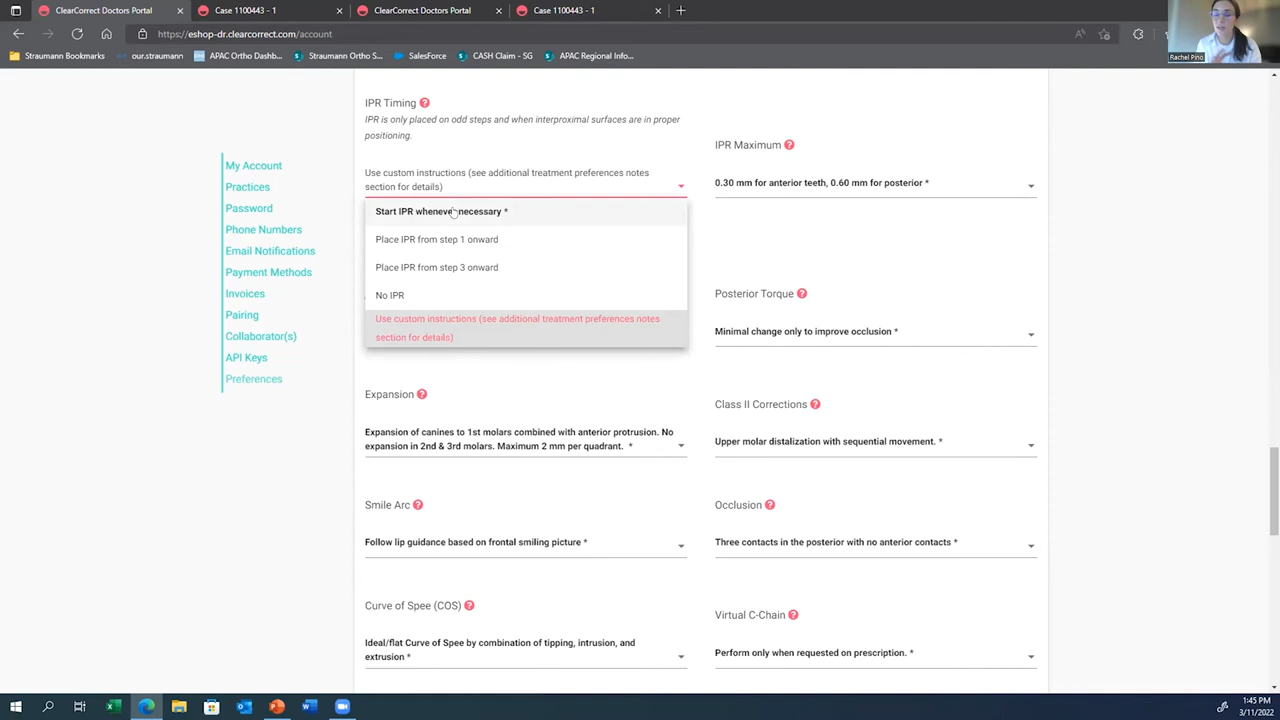 ClearCorrect Doctors Portal
Case 1100443 - 1
ClearCorrect Doctors Portal
Case 1100443 - 1
https://eshop-dr.clearcorrect.com/account
Straumann Bookmarks
our.straumann
APAC Ortho Dashb...
Straumann Ortho S...
SalesForce
CASH Claim - SG
APAC Regional Info...
Rachel Pino
My Account
Practices
Password
Phone Numbers
Email Notifications
Payment Methods
Invoices
Pairing
Collaborator(s)
API Keys
Preferences
IPR Timing ?
IPR is only placed on odd steps and when interproximal surfaces are in proper
positioning.
Use custom instructions (see additional treatment preferences notes
section for details)
Start IPR whenever necessary *
Place IPR from step 1 onward
Place IPR from step 3 onward
No IPR
Use custom instructions (see additional treatment preferences notes
section for details)
IPR Maximum ?
0.30 mm for anterior teeth, 0.60 mm for posterior *
Posterior Torque ?
Minimal change only to improve occlusion *
Expansion ?
Expansion of canines to 1st molars combined with anterior protrusion. No
expansion in 2nd & 3rd molars. Maximum 2 mm per quadrant. *
Class II Corrections ?
Upper molar distalization with sequential movement. *
Smile Arc ?
Follow lip guidance based on frontal smiling picture *
Occlusion ?
Three contacts in the posterior with no anterior contacts *
Curve of Spee (COS) ?
Ideal/flat Curve of Spee by combination of tipping, intrusion, and
extrusion *
Virtual C-Chain ?
Perform only when requested on prescription. *
1:45 PM
3/11/2022